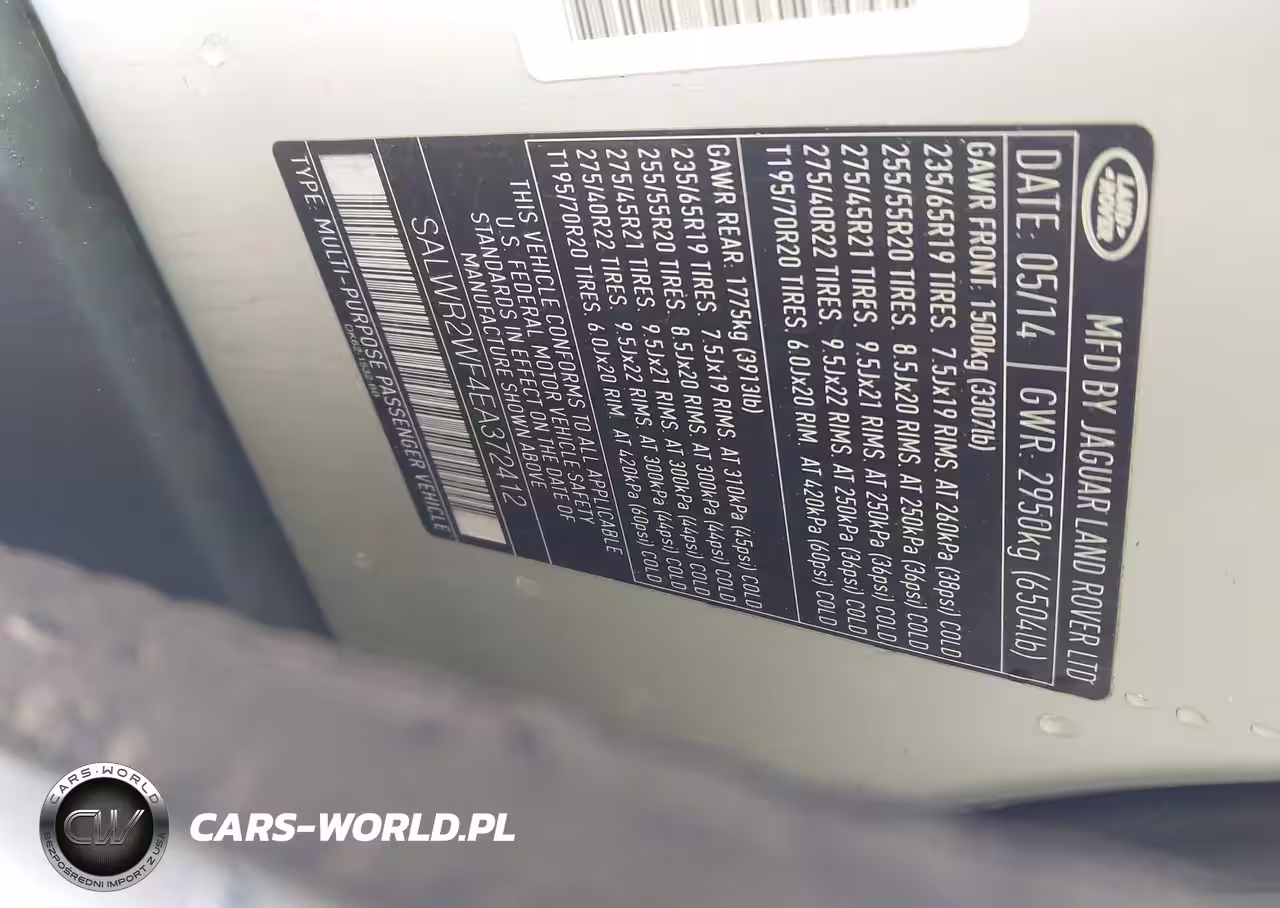 LAND-
-ROVER
MFD BY JAGUAR LAND ROVER LTD
DATE: 05/14 GWR: 2950kg (6504lb)
GAWR FRONT: 1500kg (3307lb)
235/65R19 TIRES. 7.5Jx19 RIMS. AT 260kPa (38psi) COLD
255/55R20 TIRES. 8.5Jx20 RIMS. AT 250kPa (36psi) COLD
275/45R21 TIRES. 9.5Jx21 RIMS. AT 250kPa (36psi) COLD
275/40R22 TIRES. 9.5Jx22 RIMS. AT 250kPa (36psi) COLD
T195/70R20 TIRES. 6.0Jx20 RIM. AT 420kPa (60psi) COLD
GAWR REAR: 1775kg (3913lb)
235/65R19 TIRES. 7.5Jx19 RIMS. AT 310kPa (45psi) COLD
255/55R20 TIRES. 8.5Jx20 RIMS. AT 300kPa (44psi) COLD
275/45R21 TIRES. 9.5Jx21 RIMS. AT 300kPa (44psi) COLD
275/40R22 TIRES. 9.5Jx22 RIMS. AT 300kPa (44psi) COLD
T195/70R20 TIRES. 6.0Jx20 RIM. AT 420kPa (60psi) COLD
THIS VEHICLE CONFORMS TO ALL APPLICABLE
U.S. FEDERAL MOTOR VEHICLE SAFETY
STANDARDS IN EFFECT ON THE DATE OF
MANUFACTURE SHOWN ABOVE
SALWR2WF4EA372412
TYPE: MULTI-PURPOSE PASSENGER VEHICLE
CARS-WORLD
CW
BEZPOŚREDNI IMPORT Z USA
CARS-WORLD.PL